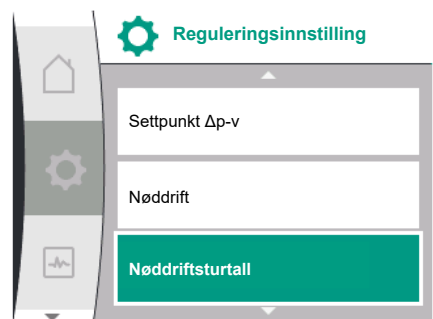 Reguleringsinnstilling
Settpunkt Δp-v
Nøddrift
Nøddriftsturtall